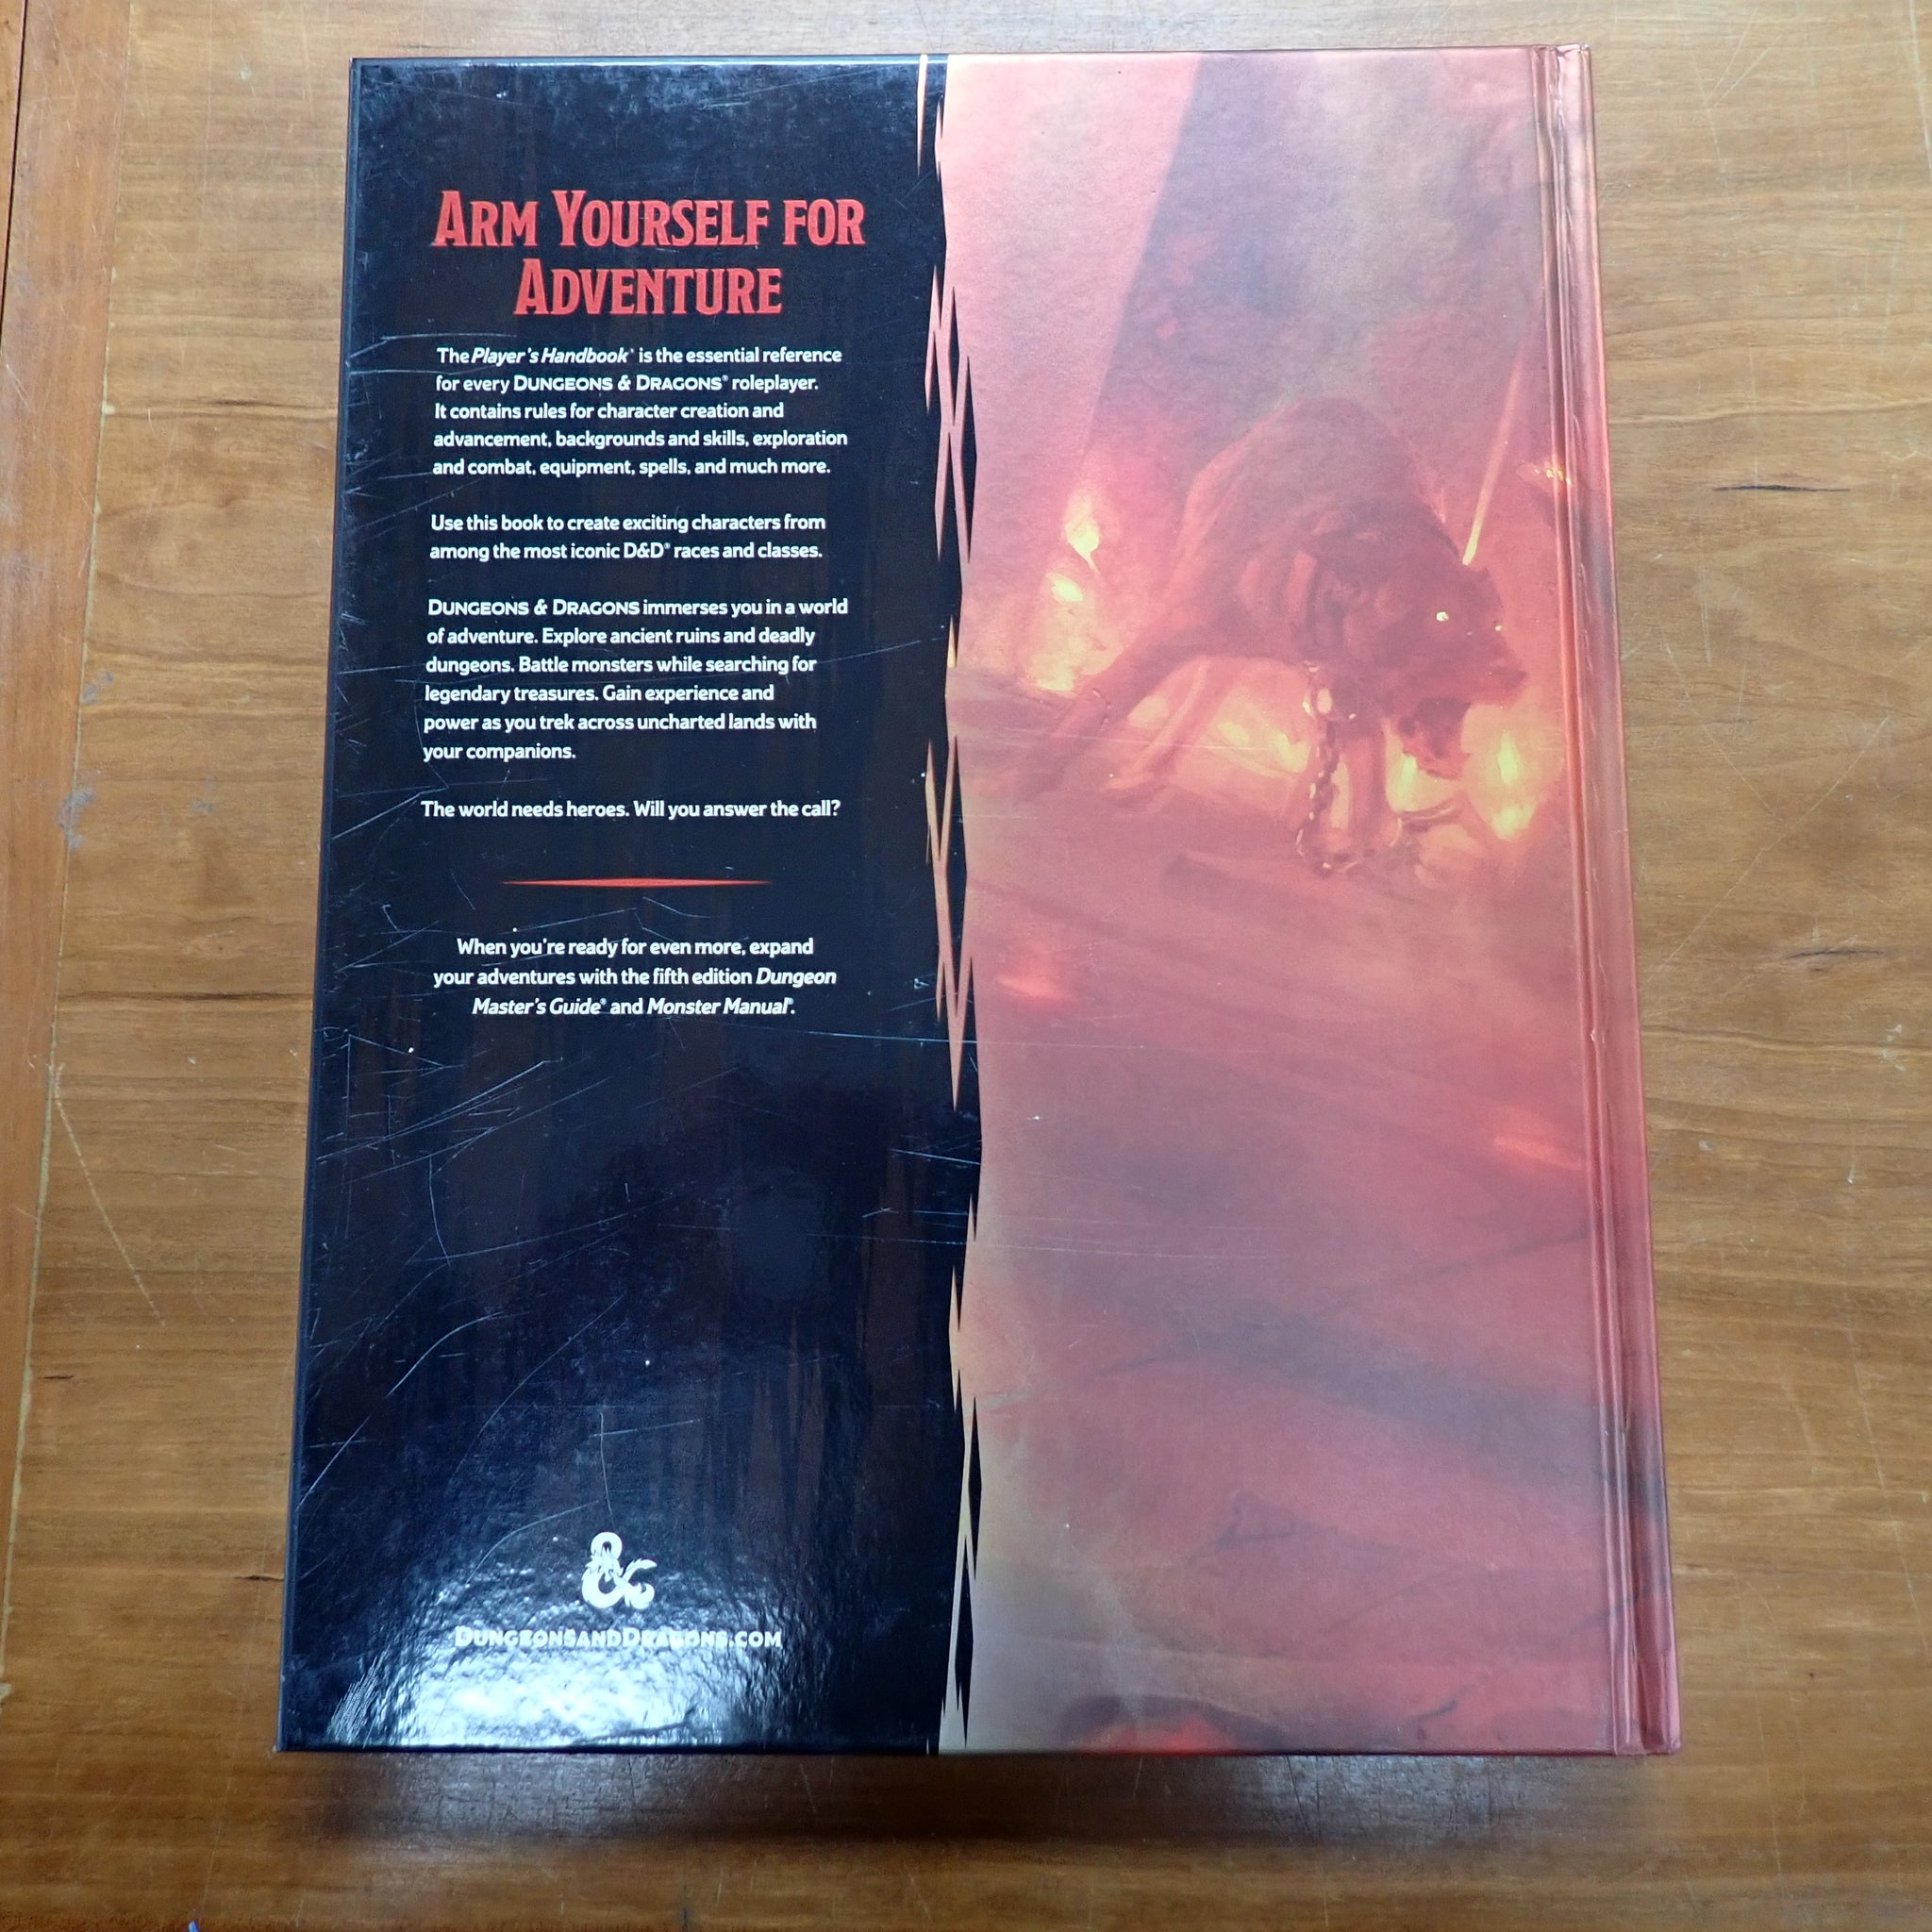 ARM YOURSELF FOR
ADVENTURE
The Player's Handbook® is the essential reference
for every DUNGEONS & DRAGONS® roleplayer.
It contains rules for character creation and
advancement, backgrounds and skills, exploration
and combat, equipment, spells, and much more.
Use this book to create exciting characters from
among the most iconic D&D® races and classes.
DUNGEONS & DRAGONS immerses you in a world
of adventure. Explore ancient ruins and deadly
dungeons. Battle monsters while searching for
legendary treasures. Gain experience and
power as you trek across uncharted lands with
your companions.
The world needs heroes. Will you answer the call?
When you're ready for even more, expand
your adventures with the fifth edition Dungeon
Master's Guide® and Monster Manual®.
&
DUNGEONSANDDRAGONS.COM